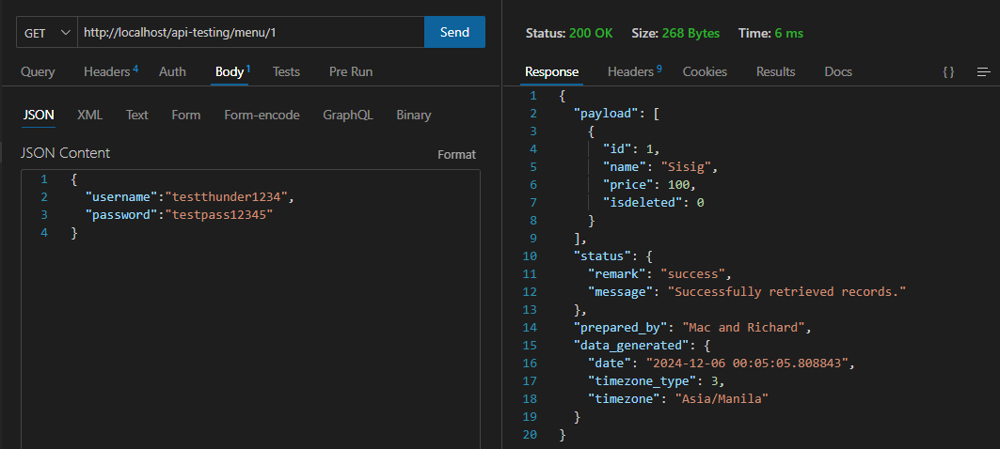 GET http://localhost/api-testing/menu/1 Send
Query Headers 4 Auth Body 1 Tests Pre Run
JSON XML Text Form Form-encode GraphQL Binary
JSON Content Format
1 {
2 "username":"testthunder1234",
3 "password":"testpass12345"
4 }
Status: 200 OK Size: 268 Bytes Time: 6 ms
Response Headers 9 Cookies Results Docs { }
1 {
2 "payload": [
3 {
4 "id": 1,
5 "name": "Sisig",
6 "price": 100,
7 "isdeleted": 0
8 }
9 ],
10 "status": {
11 "remark": "success",
12 "message": "Successfully retrieved records."
13 },
14 "prepared_by": "Mac and Richard",
15 "data_generated": {
16 "date": "2024-12-06 00:05:05.808843",
17 "timezone_type": 3,
18 "timezone": "Asia/Manila"
19 }
20 }